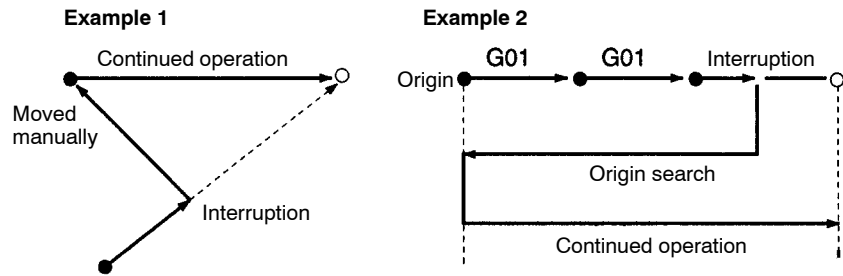 Example 1
Continued operation
Moved
manually
Interruption
Example 2
G01
G01
Interruption
Origin
Origin search
Continued operation